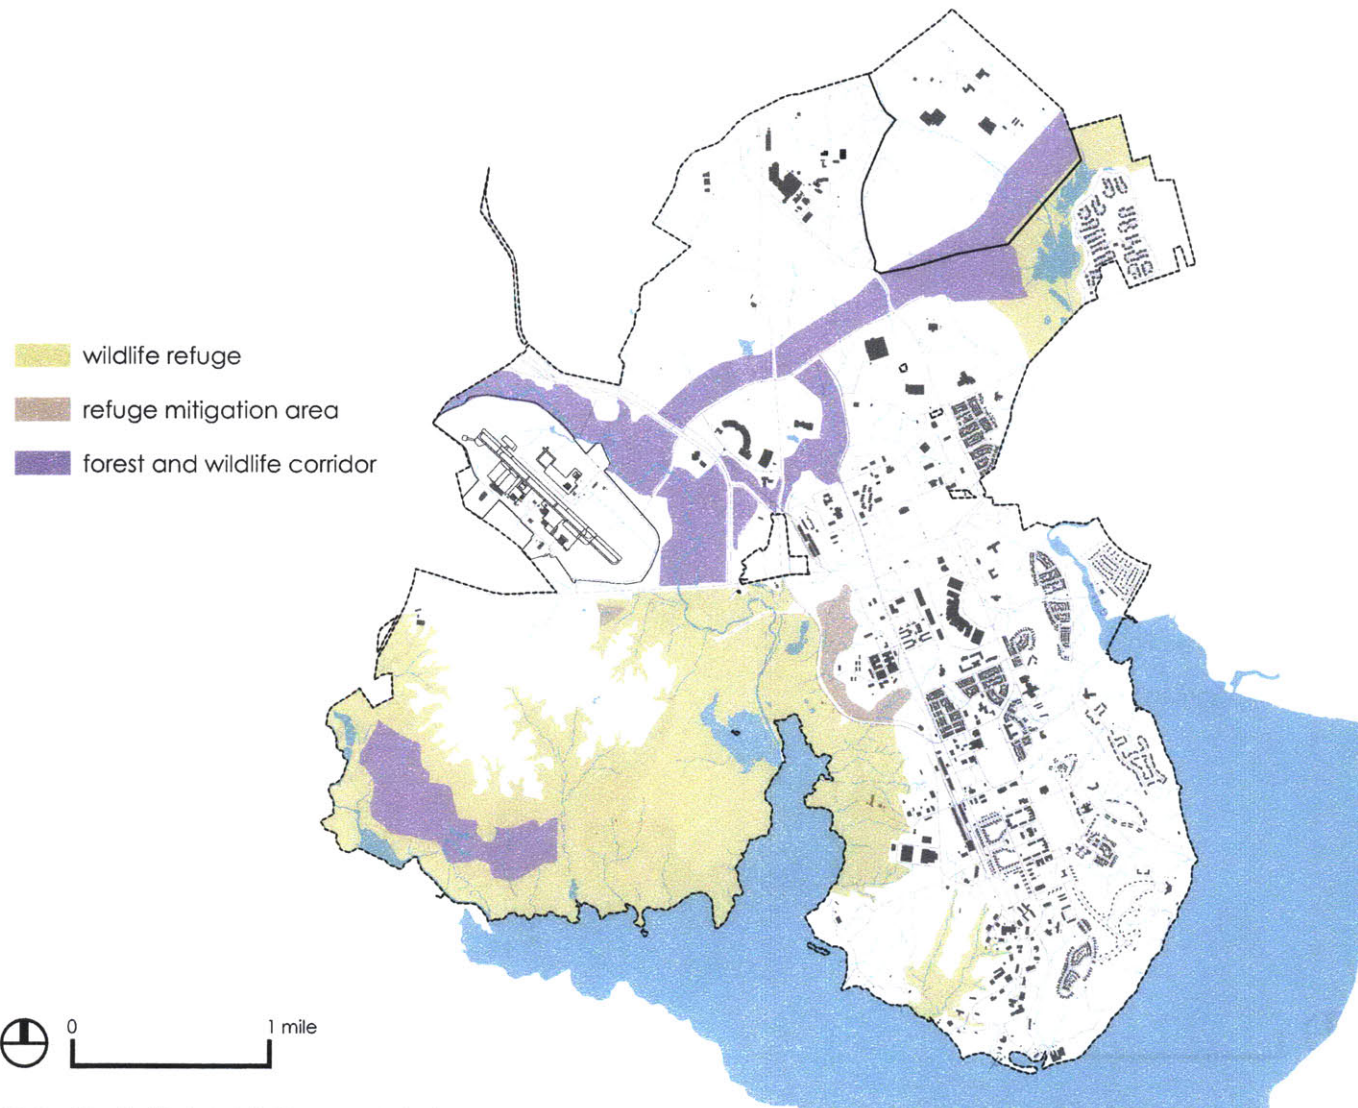 wildlife refuge
refuge mitigation area
forest and wildlife corridor
0 1 mile